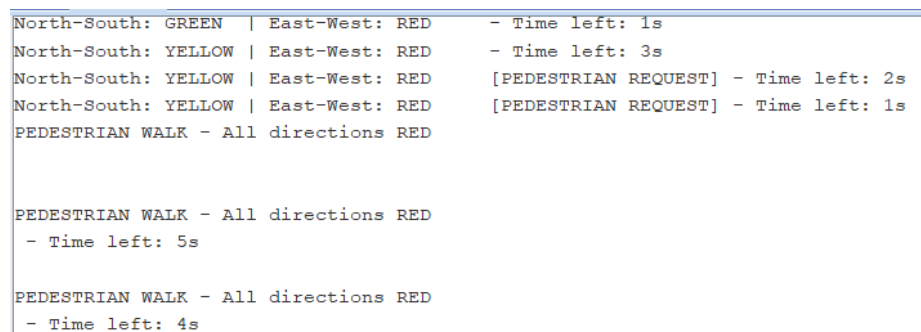 North-South: GREEN  | East-West: RED      - Time left: 1s
North-South: YELLOW | East-West: RED      - Time left: 3s
North-South: YELLOW | East-West: RED      [PEDESTRIAN REQUEST] - Time left: 2s
North-South: YELLOW | East-West: RED      [PEDESTRIAN REQUEST] - Time left: 1s
PEDESTRIAN WALK - All directions RED
PEDESTRIAN WALK - All directions RED
 - Time left: 5s
PEDESTRIAN WALK - All directions RED
 - Time left: 4s